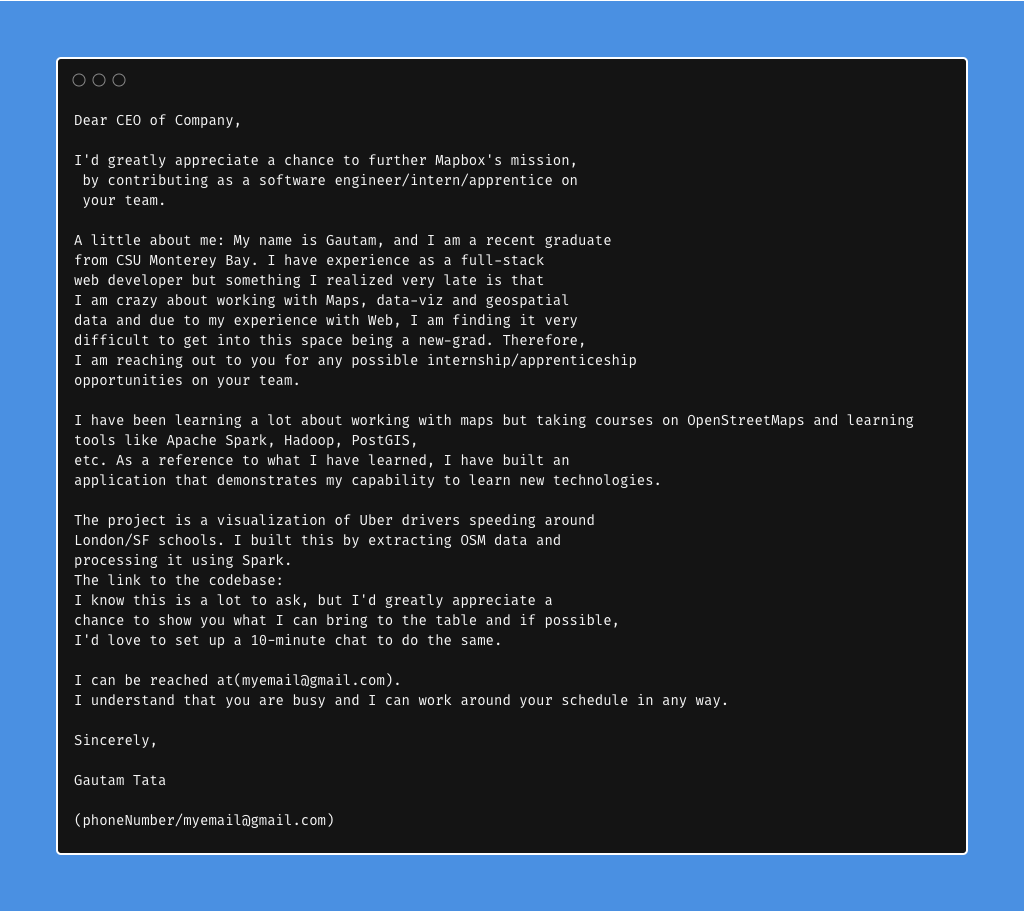 Dear CEO of Company,
I'd greatly appreciate a chance to further Mapbox's mission,
by contributing as a software engineer/intern/apprentice on
your team.
A little about me: My name is Gautam, and I am a recent graduate
from CSU Monterey Bay. I have experience as a full-stack
web developer but something I realized very late is that
I am crazy about working with Maps, data-viz and geospatial
data and due to my experience with Web, I am finding it very
difficult to get into this space being a new-grad. Therefore,
I am reaching out to you for any possible internship/apprenticeship
opportunities on your team.
I have been learning a lot about working with maps but taking courses on OpenStreetMaps and learning
tools like Apache Spark, Hadoop, PostGIS,
etc. As a reference to what I have learned, I have built an
application that demonstrates my capability to learn new technologies.
The project is a visualization of Uber drivers speeding around
London/SF schools. I built this by extracting OSM data and
processing it using Spark.
The link to the codebase:
I know this is a lot to ask, but I'd greatly appreciate a
chance to show you what I can bring to the table and if possible,
I'd love to set up a 10-minute chat to do the same.
I can be reached at(myemail@gmail.com).
I understand that you are busy and I can work around your schedule in any way.
Sincerely,
Gautam Tata
(phoneNumber/myemail@gmail.com)